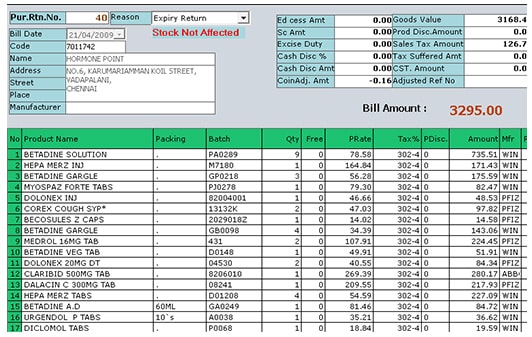 Pur.Rtn.No. 40 Reason Expiry Return
Bill Date 21/04/2009 Stock Not Affected
Code 7011742
Name HORMONE POINT
Address NO.6, KARUMARIAMMAN KOIL STREET,
Street YADAPALANI,
Place CHENNAI
Manufacturer
Ed cess Amt 0.00 Goods Value 3168.4
Sc Amt 0.00 Prod Disc.Amount 0.0
Excise Duty 0.00 Sales Tax Amount 126.7
Cash Disc % 0.00 Tax Suffered Amt 0.0
Cash Disc Amt 0.00 CST. Amount 0.0
CoinAdj. Amt -0.16 Adjusted Ref No
Bill Amount : 3295.00
No Product Name Packing Batch Qty Free PRate Tax% PDisc. Amount Mfr
1 BETADINE SOLUTION . PA0289 9 0 78.58 302-4 0 735.51 WIN
2 HEPA MERZ INJ . M7180 1 0 164.84 302-4 0 171.43 WIN
3 BETADINE GARGLE . GP0218 3 0 56.28 302-4 0 175.59 WIN
4 MYOSPAZ FORTE TABS . PJ0278 1 0 79.30 302-4 0 82.47 WIN
5 DOLONEX INJ . 82004001 1 0 46.66 302-4 0 48.53 PFIZ
6 COREX COUGH SYP* . 13132K 2 0 47.03 302-4 0 97.82 PFIZ
7 BECOSULES Z CAPS . 2029018Z 1 0 14.02 302-4 0 14.58 PFIZ
8 BETADINE GARGLE . GB0098 4 0 34.39 302-4 0 143.06 WIN
9 MEDROL 16MG TAB . 431 2 0 107.91 302-4 0 224.45 PFIZ
10 BETADINE VEG TAB . D0148 1 0 49.91 302-4 0 51.91 WIN
11 DOLONEX 20MG DT . 04530 2 0 40.55 302-4 0 84.34 PFIZ
12 CLARIBID 500MG TAB . 8206010 1 0 269.39 302-4 0 280.17 ABB
13 DALACIN C 300MG TAB . 08241 1 0 209.55 302-4 0 217.93 PFIZ
14 HEPA MERZ TABS . D01208 4 0 54.59 302-4 0 227.09 WIN
15 BETADINE A.D 60ML GA0249 1 0 81.46 302-4 0 84.72 WIN
16 URGENDOL P TABS 10`s A0038 1 0 35.21 302-4 0 36.62 WIN
17 DICLOMOL TABS . P0068 1 0 18.84 302-4 0 19.59 WIN